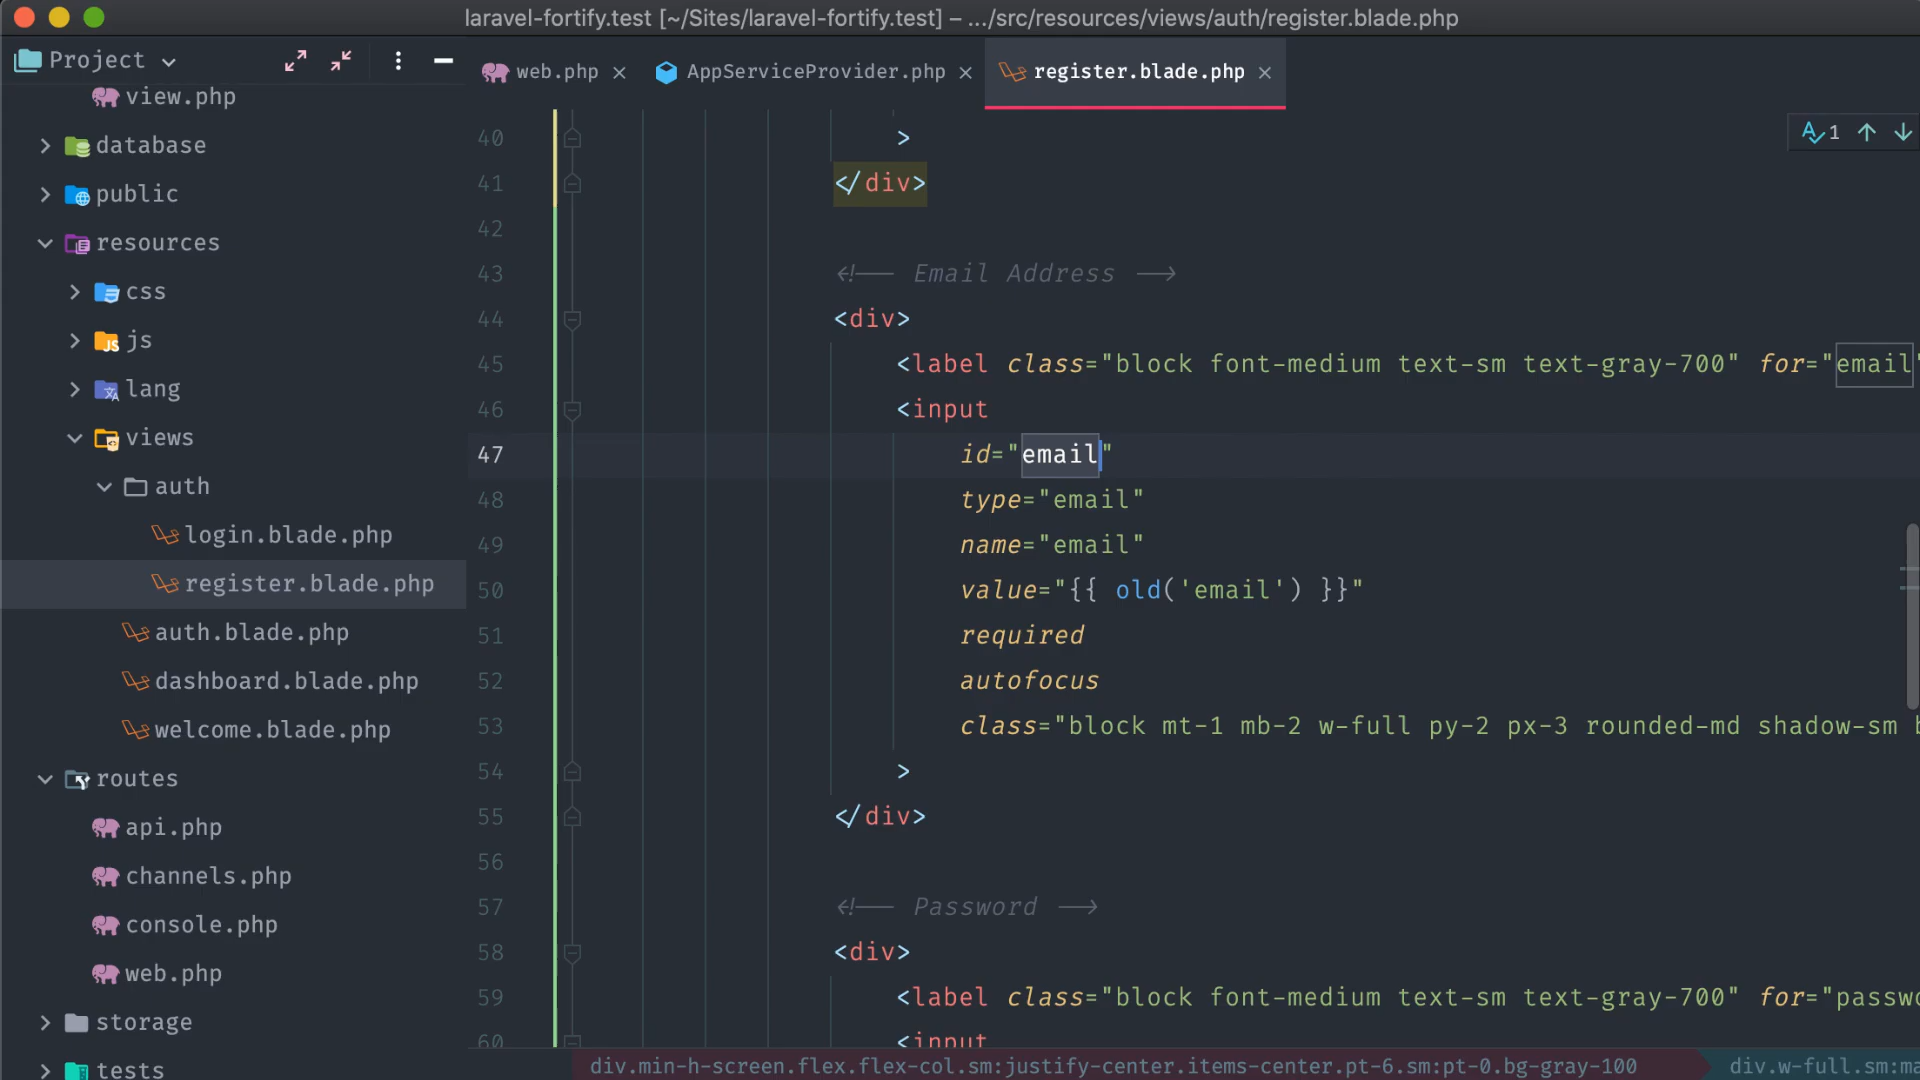 laravel-fortify.test [~/Sites/laravel-fortify.test] – .../src/resources/views/auth/register.blade.php
Project
web.php
AppServiceProvider.php
register.blade.php
view.php
database
public
resources
css
js
lang
views
auth
login.blade.php
register.blade.php
auth.blade.php
dashboard.blade.php
welcome.blade.php
routes
api.php
channels.php
console.php
web.php
storage
tests
1
40 >
41 </div>
42
43 <!-- Email Address -->
44 <div>
45 <label class="block font-medium text-sm text-gray-700" for="email"
46 <input
47 id="email"
48 type="email"
49 name="email"
50 value="{{ old('email') }}"
51 required
52 autofocus
53 class="block mt-1 mb-2 w-full py-2 px-3 rounded-md shadow-sm
54 >
55 </div>
56
57 <!-- Password -->
58 <div>
59 <label class="block font-medium text-sm text-gray-700" for="passwo
60 <input
div.min-h-screen.flex.flex-col.sm:justify-center.items-center.pt-6.sm:pt-0.bg-gray-100
div.w-full.sm:ma